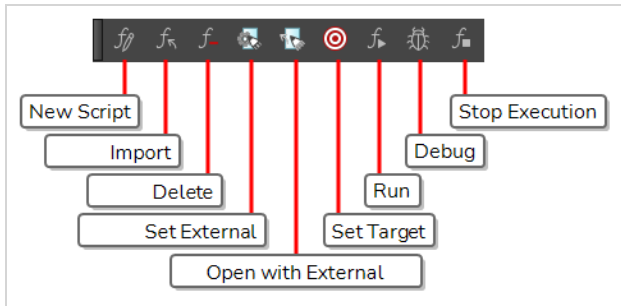 New Script
Stop Execution
Import
Debug
Delete
Run
Set External
Set Target
Open with External